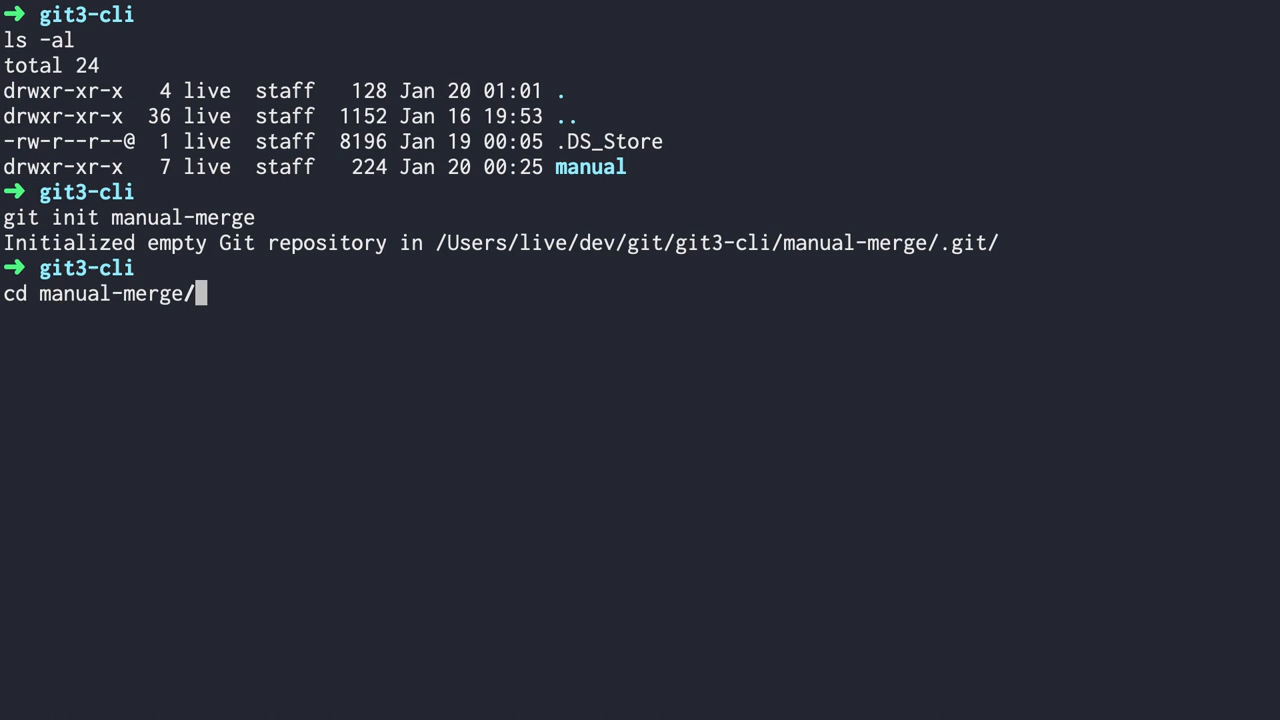 ➜ git3-cli
ls -al
total 24
drwxr-xr-x   4 live  staff   128 Jan 20 01:01 .
drwxr-xr-x  36 live  staff  1152 Jan 16 19:53 ..
-rw-r--r--@  1 live  staff  8196 Jan 19 00:05 .DS_Store
drwxr-xr-x   7 live  staff   224 Jan 20 00:25 manual
➜ git3-cli
git init manual-merge
Initialized empty Git repository in /Users/live/dev/git/git3-cli/manual-merge/.git/
➜ git3-cli
cd manual-merge/